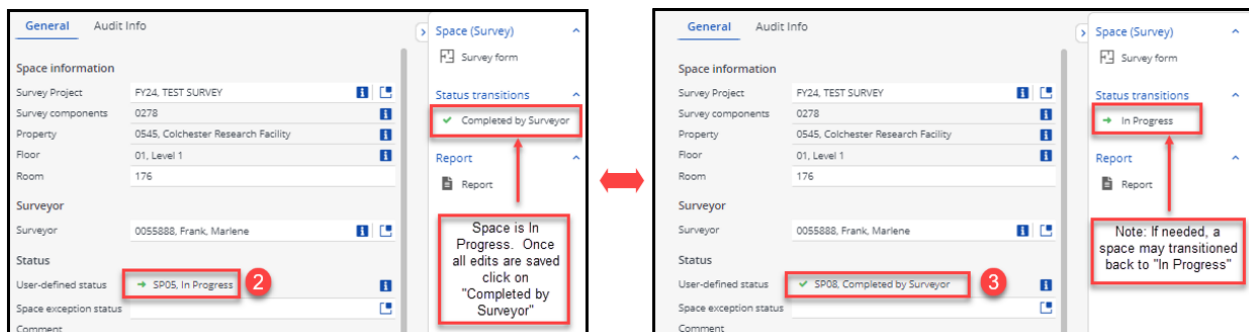 General Audit Info
Space information
Survey Project FY24, TEST SURVEY
Survey components 0278
Property 0545, Colchester Research Facility
Floor 01, Level 1
Room 176
Surveyor
Surveyor 0055888, Frank, Marlene
Status
User-defined status SP05, In Progress 2
Space exception status
Comment
Space (Survey)
Survey form
Status transitions
Completed by Surveyor
Report
Report
Space is In
Progress. Once
all edits are saved
click on
"Completed by
Surveyor"
General Audit Info
Space information
Survey Project FY24, TEST SURVEY
Survey components 0278
Property 0545, Colchester Research Facility
Floor 01, Level 1
Room 176
Surveyor
Surveyor 0055888, Frank, Marlene
Status
User-defined status SP08, Completed by Surveyor 3
Space exception status
Comment
Space (Survey)
Survey form
Status transitions
In Progress
Report
Report
Note: If needed, a
space may transitioned
back to "In Progress"